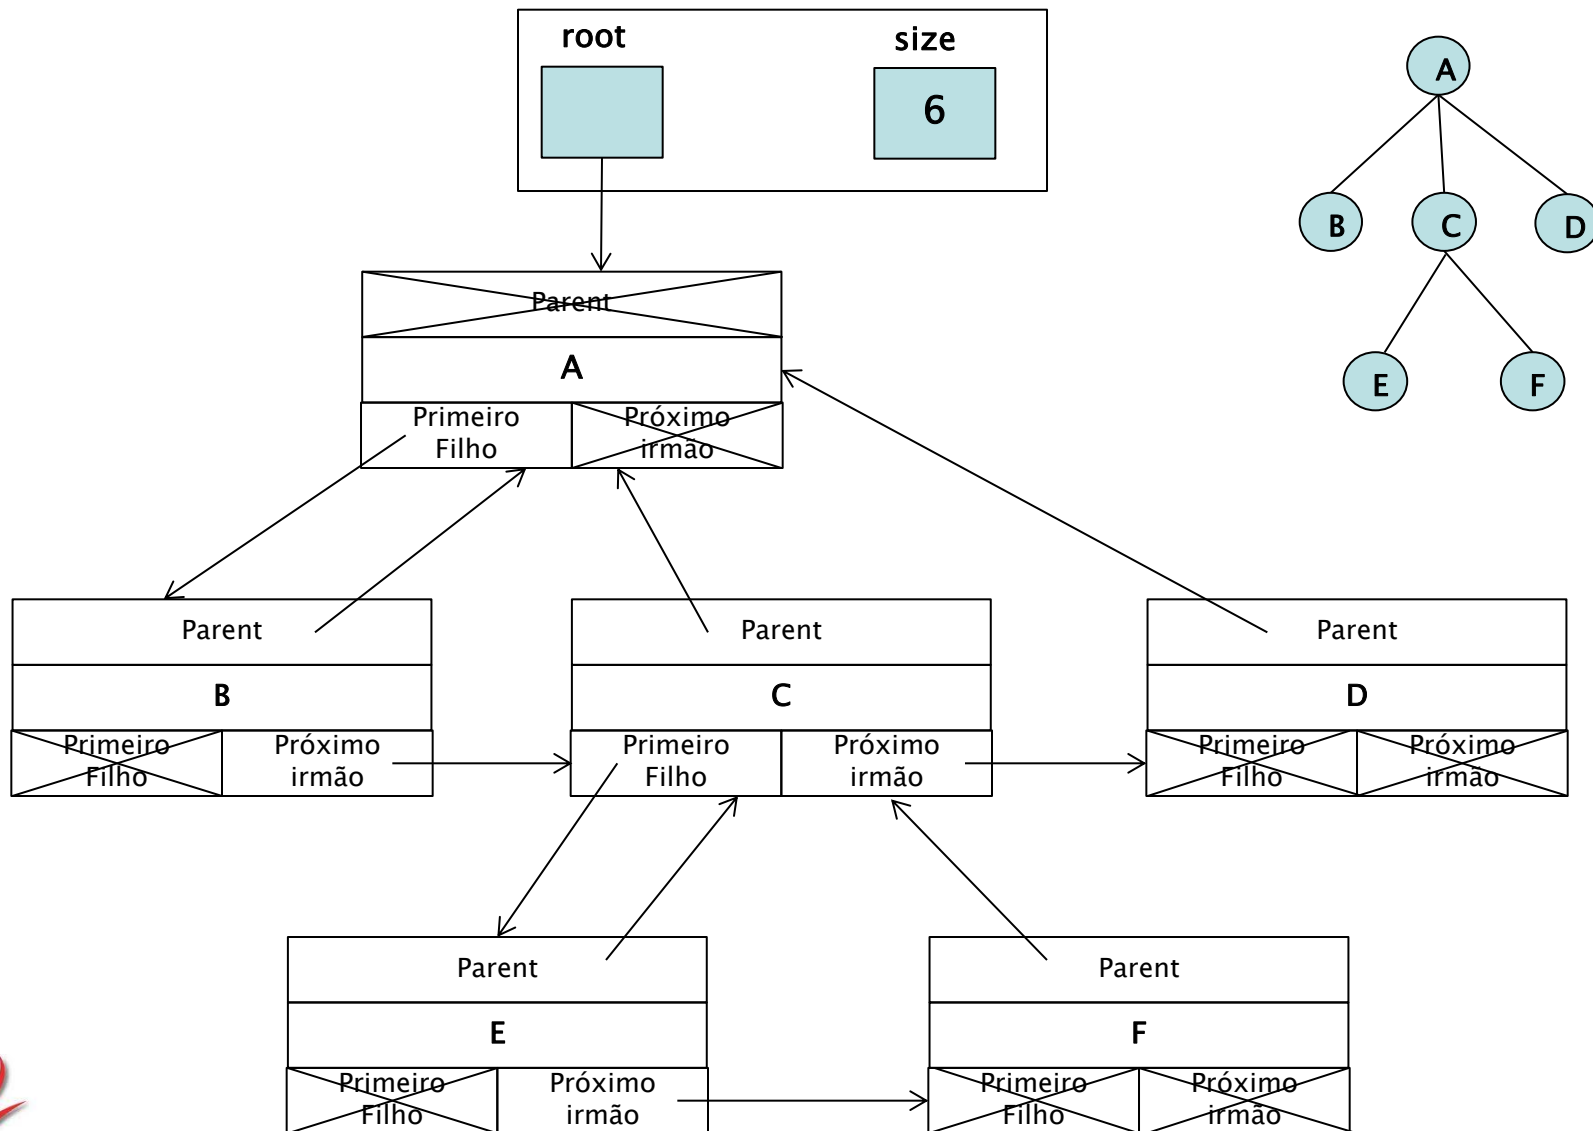 root
size
6
A
B
C
D
E
F
Parent
A
Primeiro
Filho
Próximo
irmão
Parent
B
Primeiro
Filho
Próximo
irmão
Parent
C
Primeiro
Filho
Próximo
irmão
Parent
D
Primeiro
Filho
Próximo
irmão
Parent
E
Primeiro
Filho
Próximo
irmão
Parent
F
Primeiro
Filho
Próximo
irmão